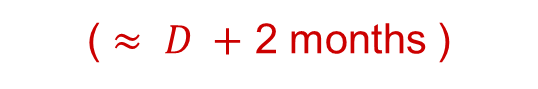 ( ≈ D + 2 months )